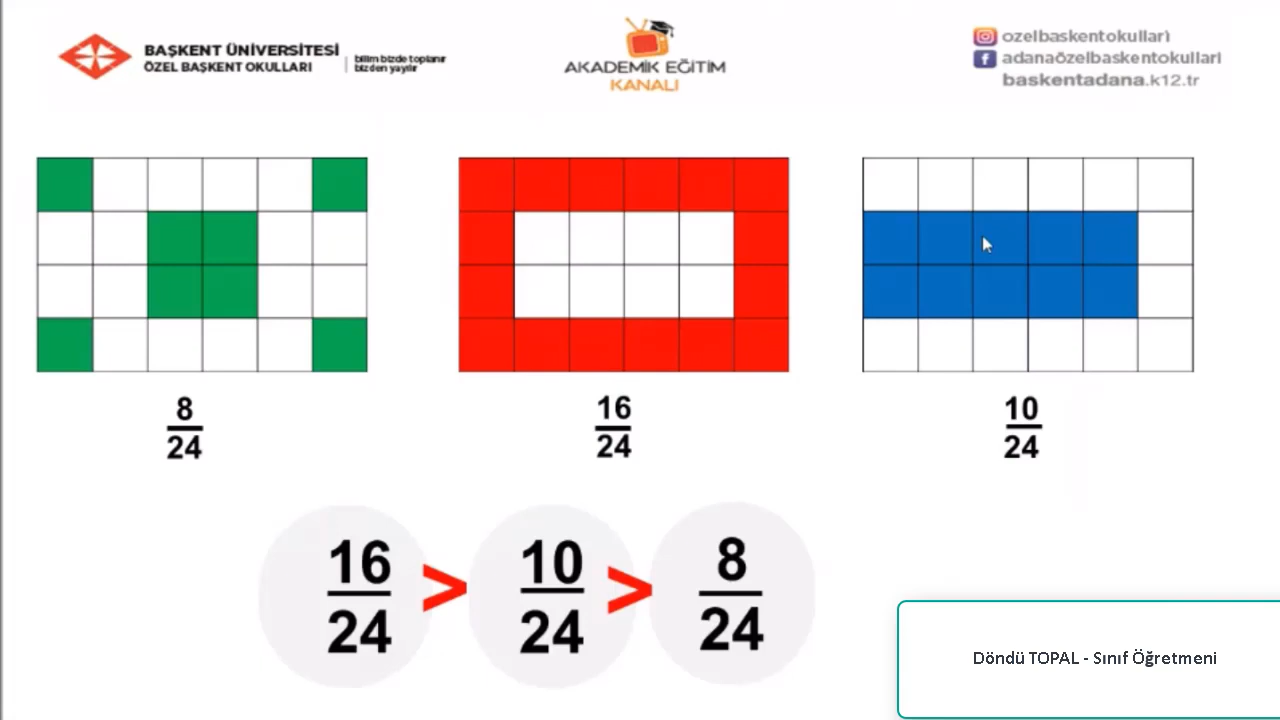 BAŞKENT ÜNİVERSİTESİ
ÖZEL BAŞKENT OKULLARI
bilim bizde toplanır
bizden yayılır
AKADEMİK EĞİTİM
KANALI
ozelbaskentokullari
adanaözelbaskentokullari
baskentadana.k12.tr
8
24
16
24
10
24
16
24
>
10
24
>
8
24
Döndü TOPAL - Sınıf Öğretmeni